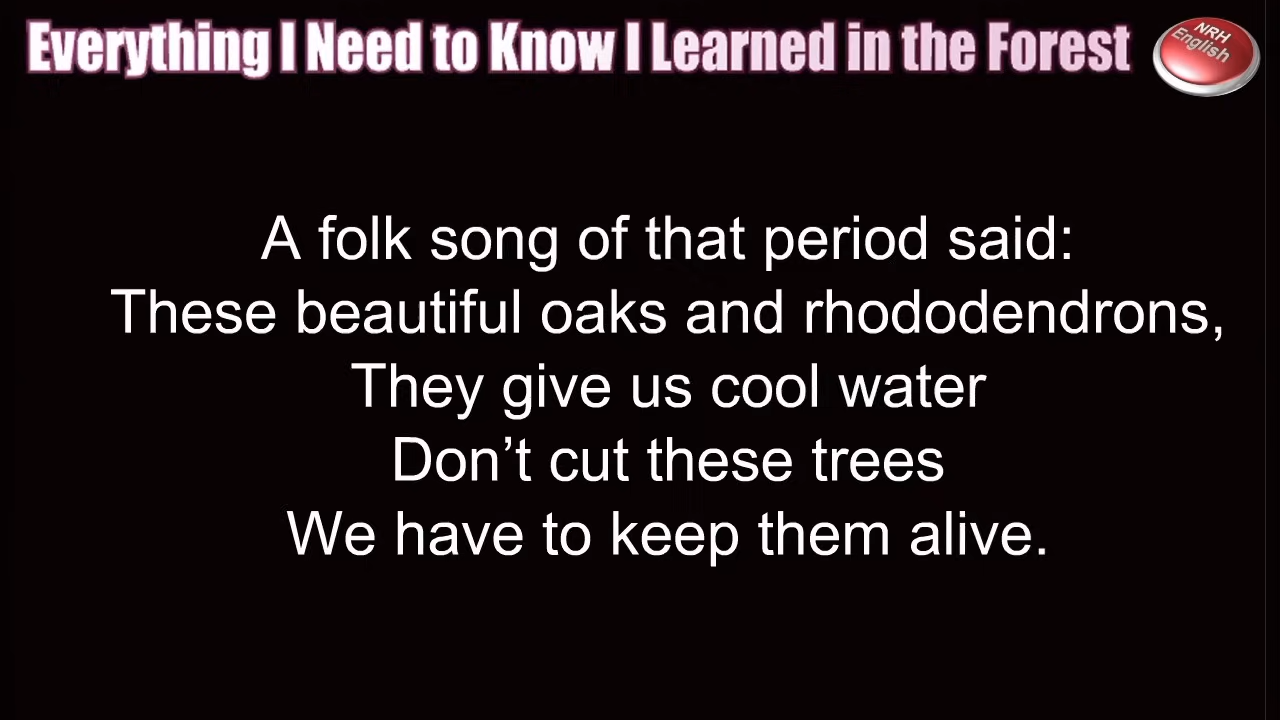 Everything I Need to Know I Learned in the Forest
NRH
English
A folk song of that period said:
These beautiful oaks and rhododendrons,
They give us cool water
Don’t cut these trees
We have to keep them alive.